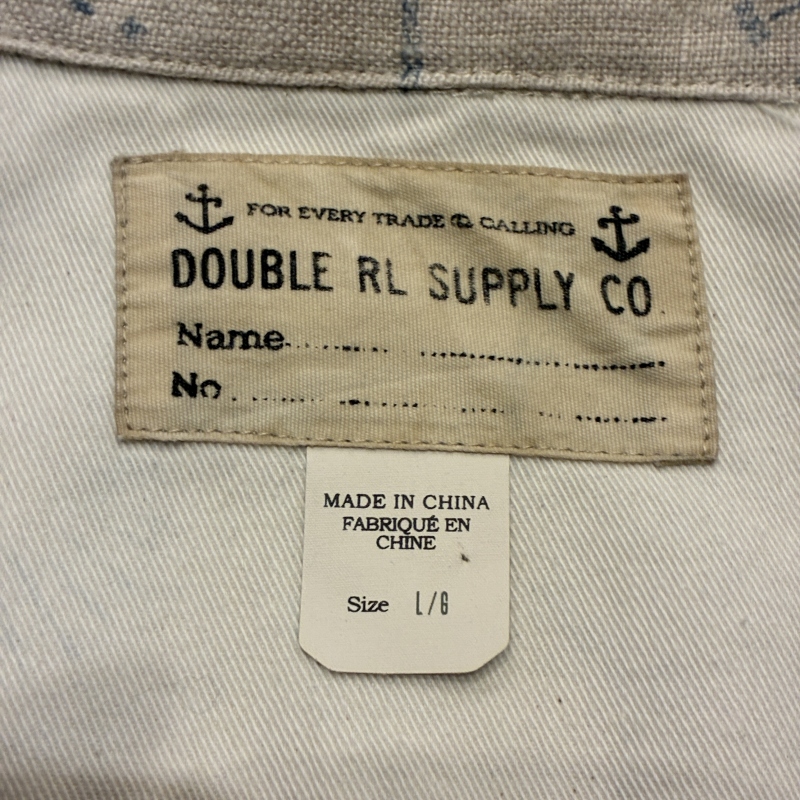 FOR EVERY TRADE & CALLING
DOUBLE RL SUPPLY CO.
Name
No.
MADE IN CHINA
FABRIQUÉ EN
CHINE
Size L/G